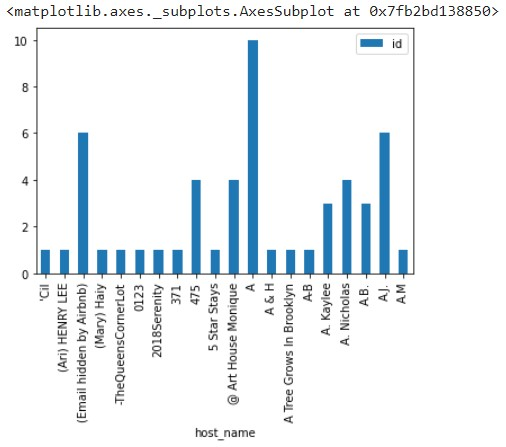 <matplotlib.axes._subplots.AxesSubplot at 0x7fb2bd138850>
id
10
8
6
4
2
0
'Cil
(Ari) HENRY LEE
(Email hidden by Airbnb)
(Mary) Haiy
-TheQueensCornerLot
0123
2018Serenity
371
475
5 Star Stays
@ Art House Monique
A
A & H
A Tree Grows In Brooklyn
A-B
A. Kaylee
A. Nicholas
A.B.
A.J.
A.M
host_name